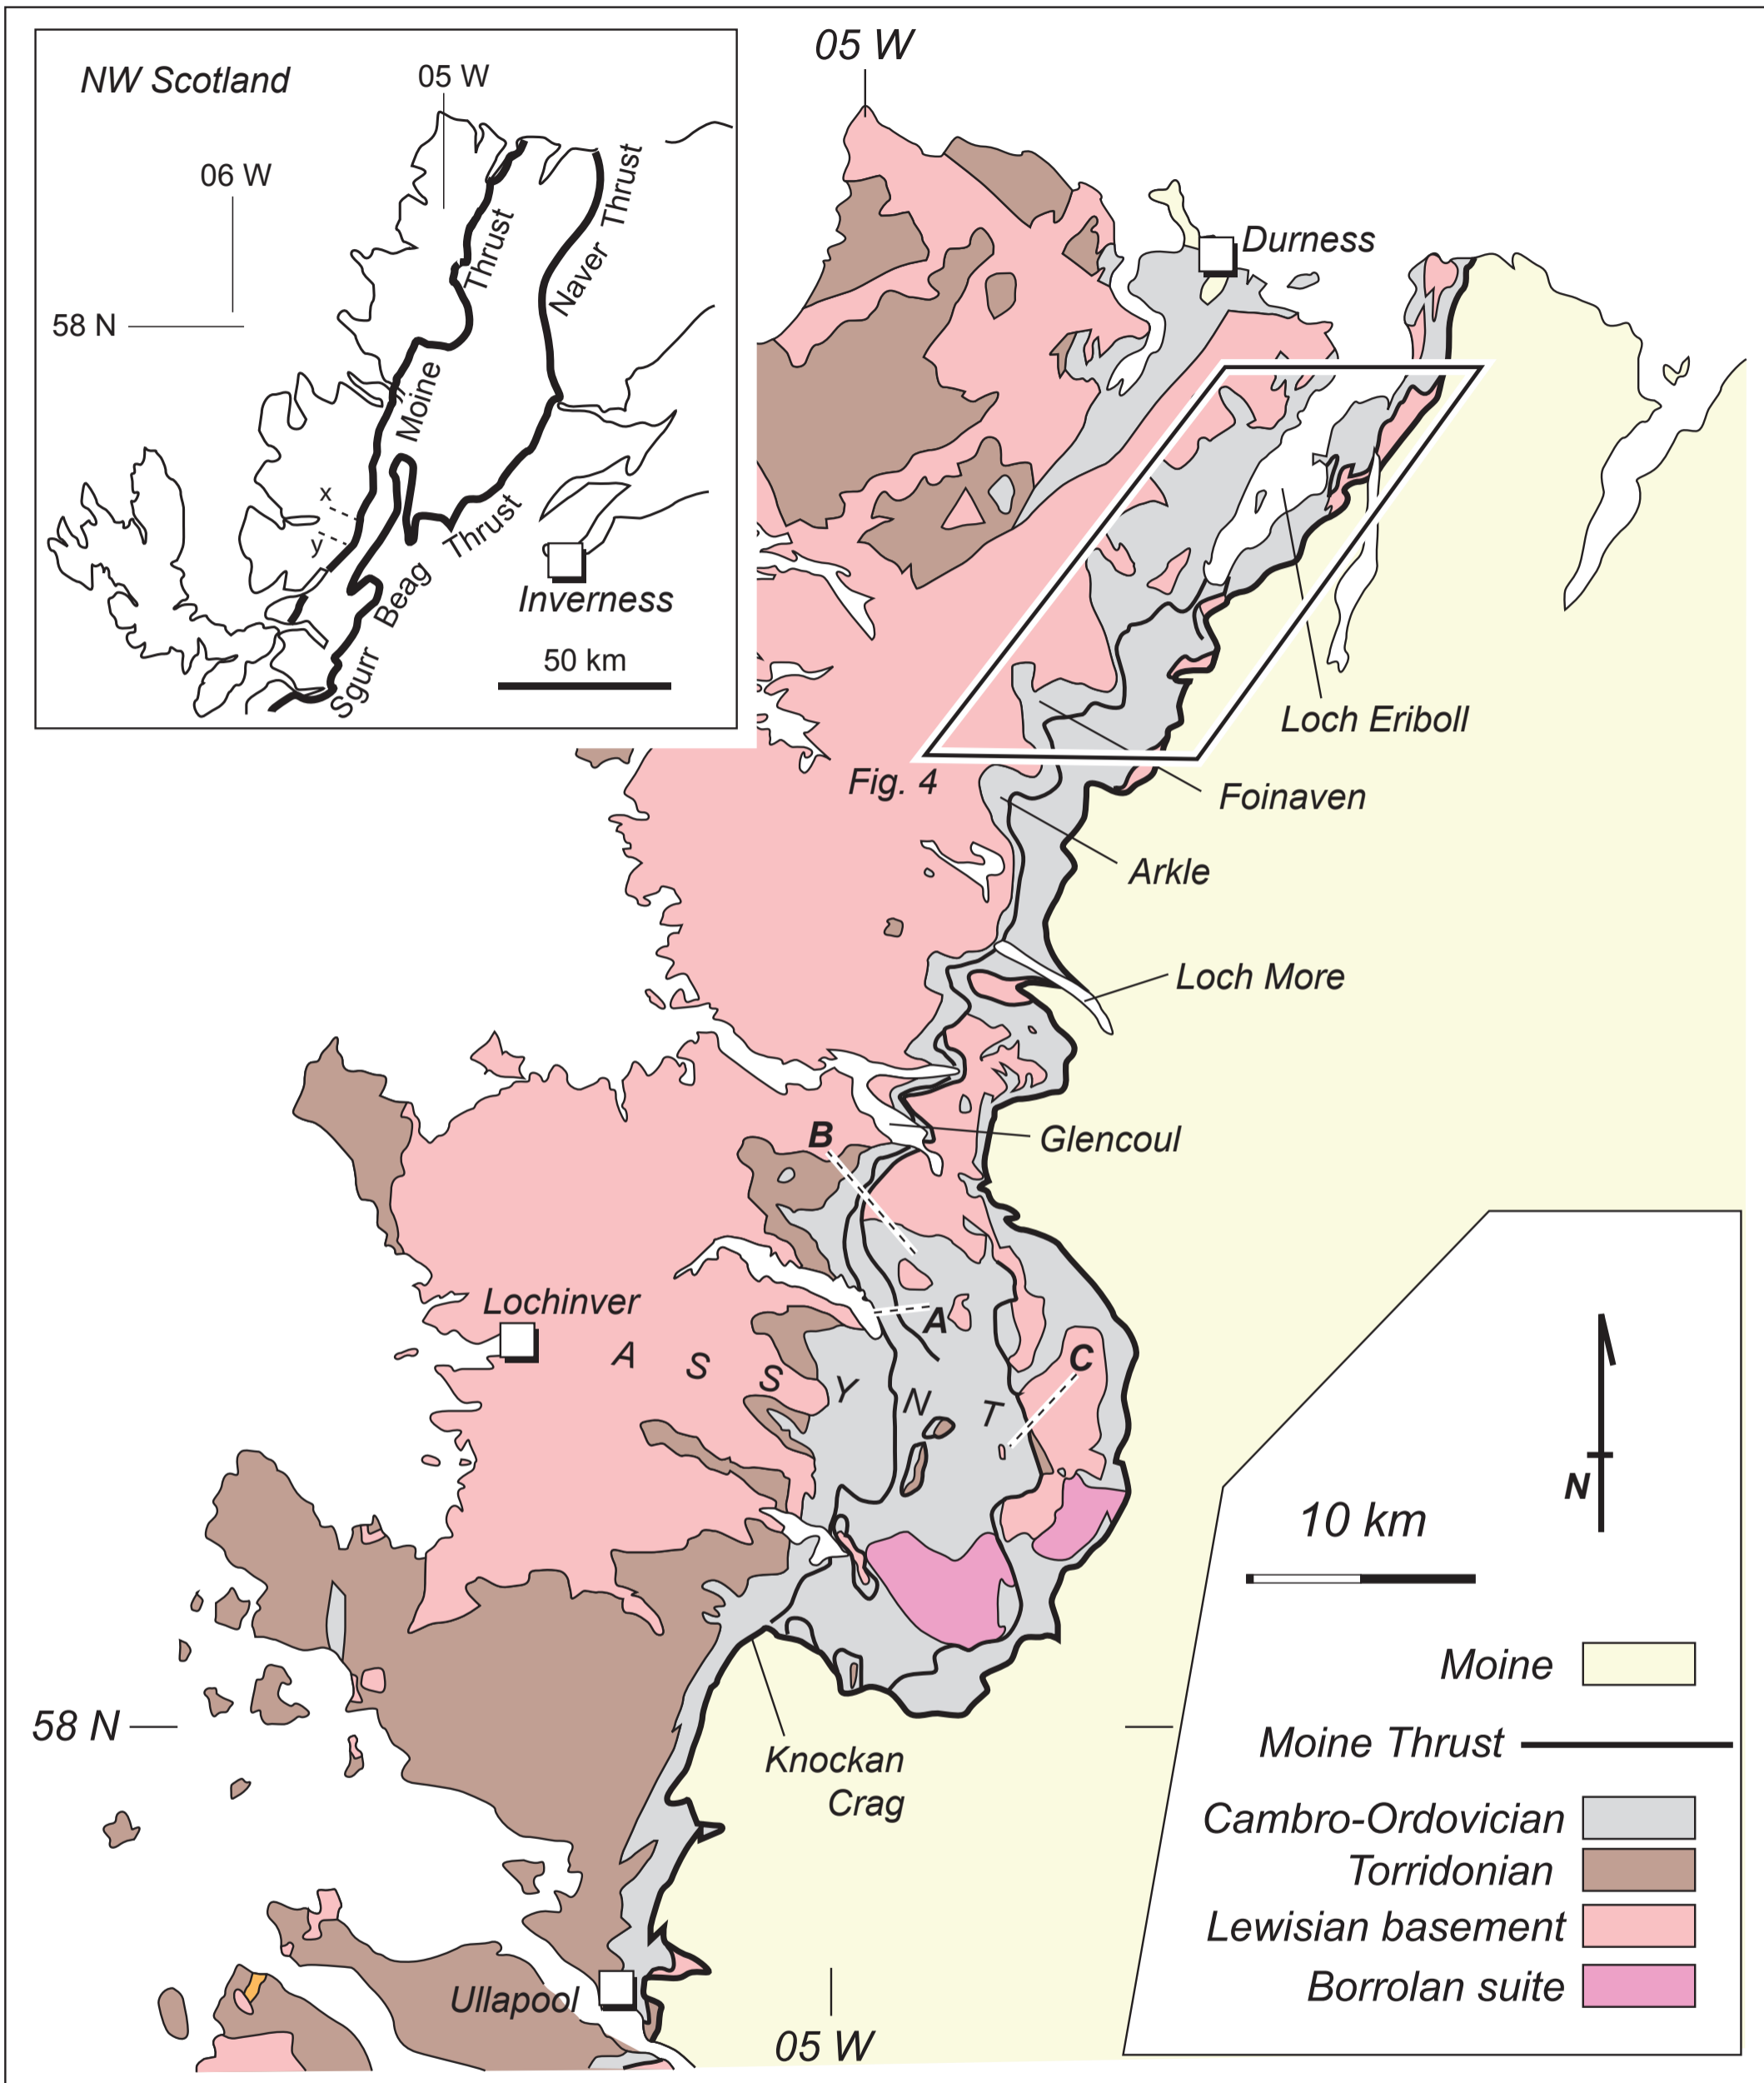 NW Scotland
05 W
06 W
58 N
Moine
Thrust
Naver Thrust
x
y
Sgurr
Beag
Thrust
Inverness
50 km
05 W
Durness
Loch Eriboll
Fig. 4
Foinaven
Arkle
Loch More
B
Glencoul
Lochinver
A
C
A S S Y N T
58 N
Knockan
Crag
Ullapool
05 W
N
10 km
Moine
Moine Thrust
Cambro-Ordovician
Torridonian
Lewisian basement
Borrolan suite